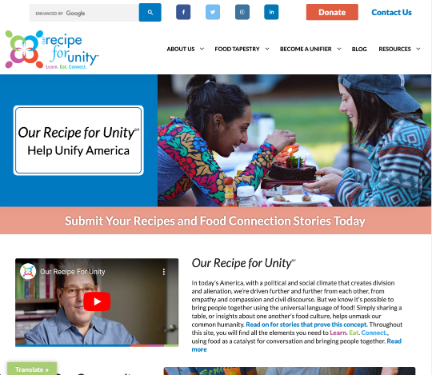 ENHANCED BY Google
Donate
Contact Us
our recipe
for
unity
Learn. Eat. Connect.
ABOUT US
FOOD TAPESTRY
BECOME A UNIFIER
BLOG
RESOURCES
Our Recipe for Unity
Help Unify America
Submit Your Recipes and Food Connection Stories Today
Our Recipe For Unity
Our Recipe for Unity
In today's America, with a political and social climate that creates division
and alienation, we're driven further and further from each other, from
empathy and compassion and civil discourse. But we know it's possible to
bring people together using the universal language of food! Simply sharing a
table, or insights about one another's food culture, helps unmask our
common humanity. Read on for stories that prove this concept. Throughout
this site, you will find all the elements you need to Learn. Eat. Connect.,
using food as a catalyst for conversation and bringing people together. Read
more
Translate »